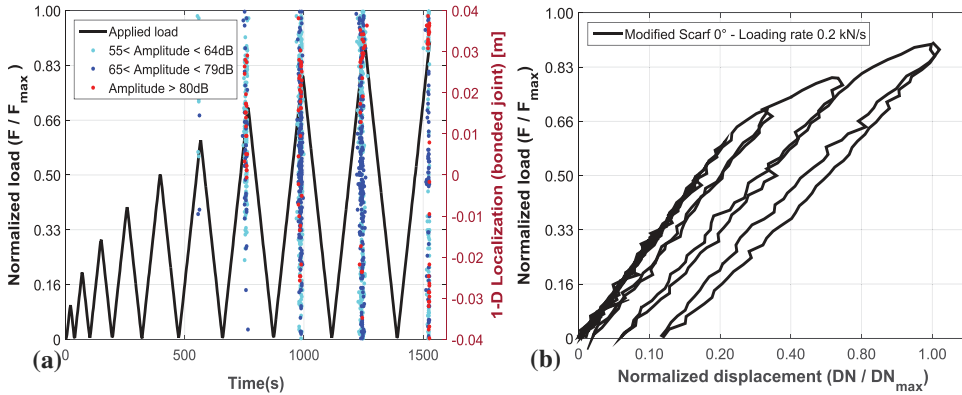 Applied load
55< Amplitude < 64dB
65< Amplitude < 79dB
Amplitude > 80dB
Normalized load (F / Fmax)
1.00
0.83
0.66
0.50
0.33
0.16
0
0
500
1000
1500
Time(s)
0.04
0.03
0.02
0.01
0
-0.01
-0.02
-0.03
-0.04
1-D Localization (bonded joint) [m]
(a)
Modified Scarf 0° - Loading rate 0.2 kN/s
Normalized load (F / Fmax)
1.00
0.83
0.66
0.50
0.33
0.16
0
0
0.10
0.20
0.40
0.80
1.00
Normalized displacement (DN / DNmax)
(b)